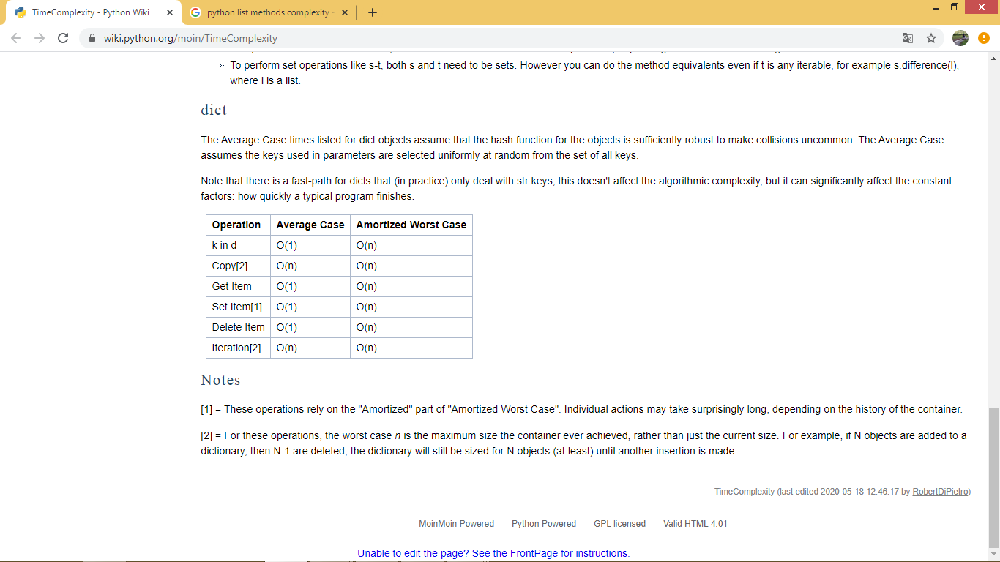 TimeComplexity - Python Wiki
python list methods complexity
wiki.python.org/moin/TimeComplexity
» To perform set operations like s-t, both s and t need to be sets. However you can do the method equivalents even if t is any iterable, for example s.difference(l),
where l is a list.
dict
The Average Case times listed for dict objects assume that the hash function for the objects is sufficiently robust to make collisions uncommon. The Average Case
assumes the keys used in parameters are selected uniformly at random from the set of all keys.
Note that there is a fast-path for dicts that (in practice) only deal with str keys; this doesn't affect the algorithmic complexity, but it can significantly affect the constant
factors: how quickly a typical program finishes.
Operation Average Case Amortized Worst Case
k in d O(1) O(n)
Copy[2] O(n) O(n)
Get Item O(1) O(n)
Set Item[1] O(1) O(n)
Delete Item O(1) O(n)
Iteration[2] O(n) O(n)
Notes
[1] = These operations rely on the "Amortized" part of "Amortized Worst Case". Individual actions may take surprisingly long, depending on the history of the container.
[2] = For these operations, the worst case n is the maximum size the container ever achieved, rather than just the current size. For example, if N objects are added to a
dictionary, then N-1 are deleted, the dictionary will still be sized for N objects (at least) until another insertion is made.
TimeComplexity (last edited 2020-05-18 12:46:17 by RobertDiPietro)
MoinMoin Powered Python Powered GPL licensed Valid HTML 4.01
Unable to edit the page? See the FrontPage for instructions.